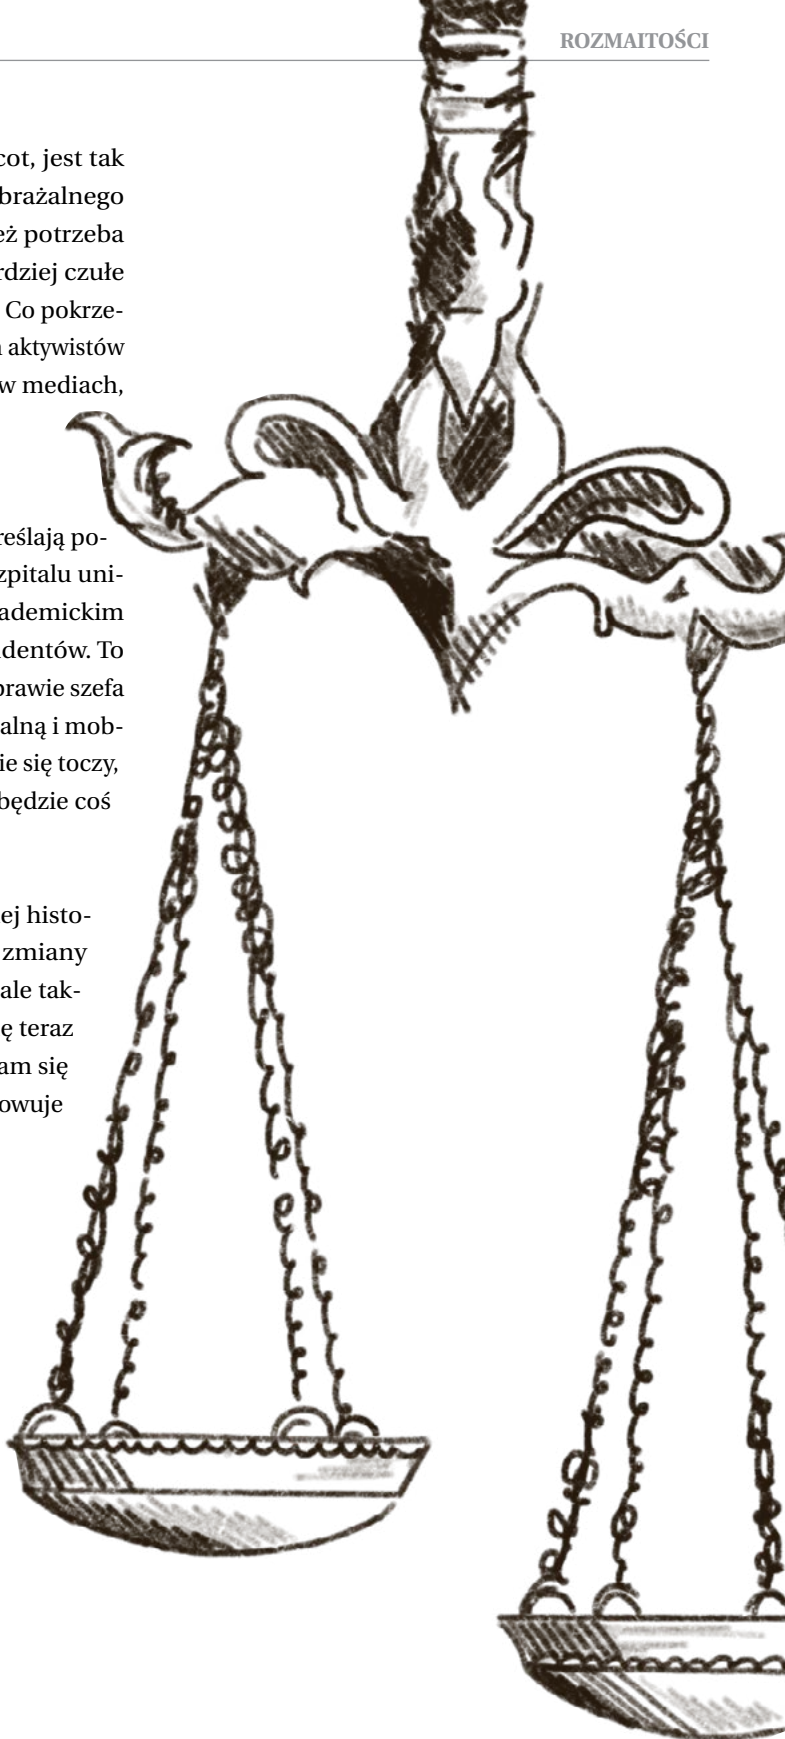 ROZMAITOŚCI
cot, jest tak
brażalnego
eż potrzeba
rdziej czułe
Co pokrze-
aktywistów
w mediach,
reślają po-
zpitalu uni-
ademickim
dentów. To
prawie szefa
alną i mob-
ie się toczy,
będzie coś
ej histo-
zmiany
ale tak-
ę teraz
am się
owuje